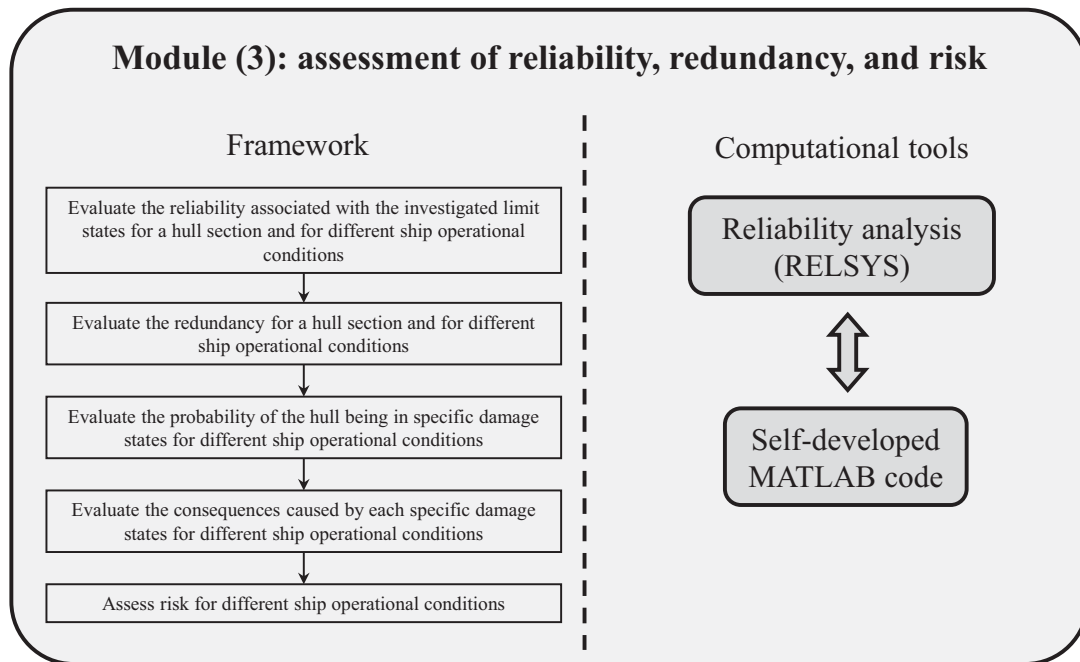 Module (3): assessment of reliability, redundancy, and risk
Framework
Evaluate the reliability associated with the investigated limit
states for a hull section and for different ship operational
conditions
Evaluate the redundancy for a hull section and for different
ship operational conditions
Evaluate the probability of the hull being in specific damage
states for different ship operational conditions
Evaluate the consequences caused by each specific damage
states for different ship operational conditions
Assess risk for different ship operational conditions
Computational tools
Reliability analysis
(RELSYS)
Self-developed
MATLAB code